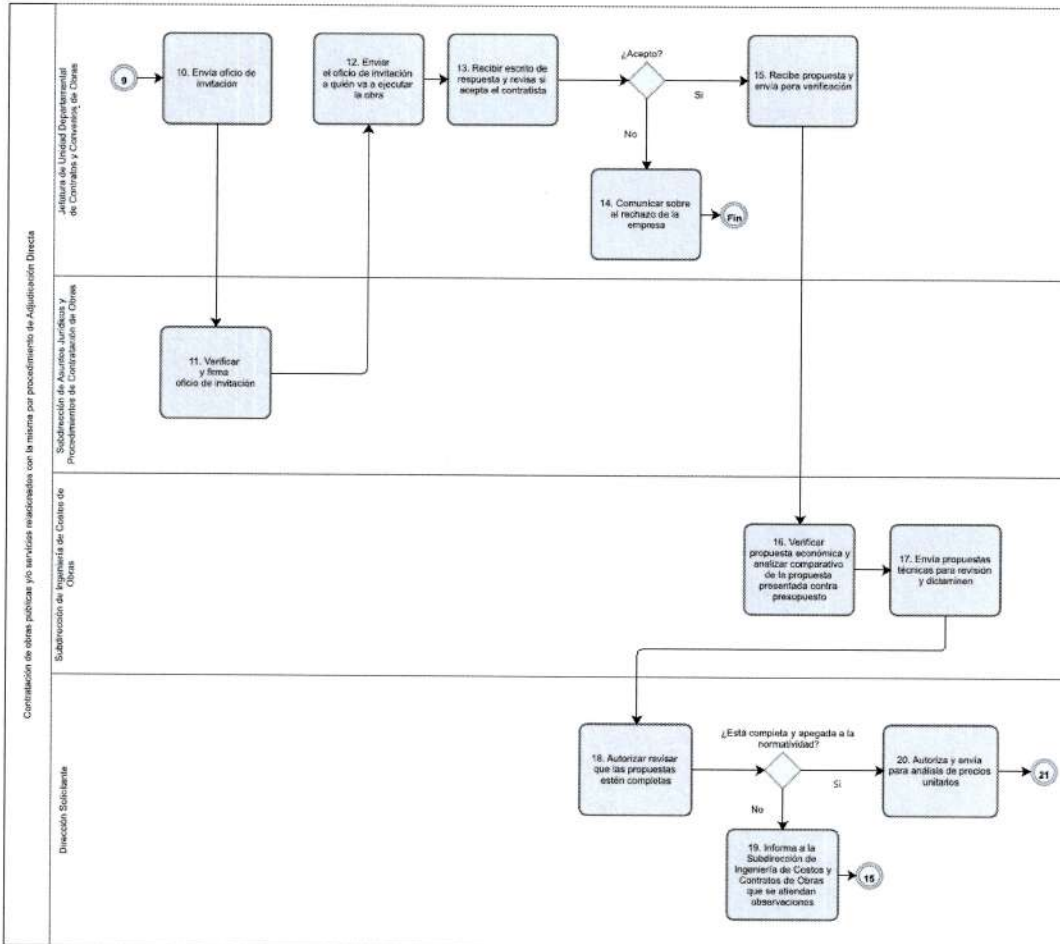 Contratación de obras públicas y/o servicios relacionados con la misma por procedimiento de Adjudicación Directa
Jefatura de Unidad Departamental
de Contratos y Convenios de Obras
9
10. Envía oficio de
invitación
12. Enviar
el oficio de invitación
a quién va a ejecutar
la obra
13. Recibir escrito de
respuesta y revisa si
acepta el contratista
¿Acepto?
Si
No
15. Recibe propuesta y
envía para verificación
14. Comunicar sobre
el rechazo de la
empresa
Fin
Subdirección de Asuntos Jurídicos y
Procedimientos de Contratación de Obras
11. Verificar
y firma
oficio de invitación
Subdirección de Ingeniería de Costos de
Obras
16. Verificar
propuesta económica y
analizar comparativo
de la propuesta
presentada contra
presupuesto
17. Envía propuestas
técnicas para revisión
y dictaminen
Dirección Solicitante
18. Autorizar revisar
que las propuestas
estén completas
¿Está completa y apegada a la
normatividad?
Si
No
20. Autoriza y envía
para análisis de precios
unitarios
21
19. Informa a la
Subdirección de
Ingeniería de Costos y
Contratos de Obras
que se atiendan
observaciones
15